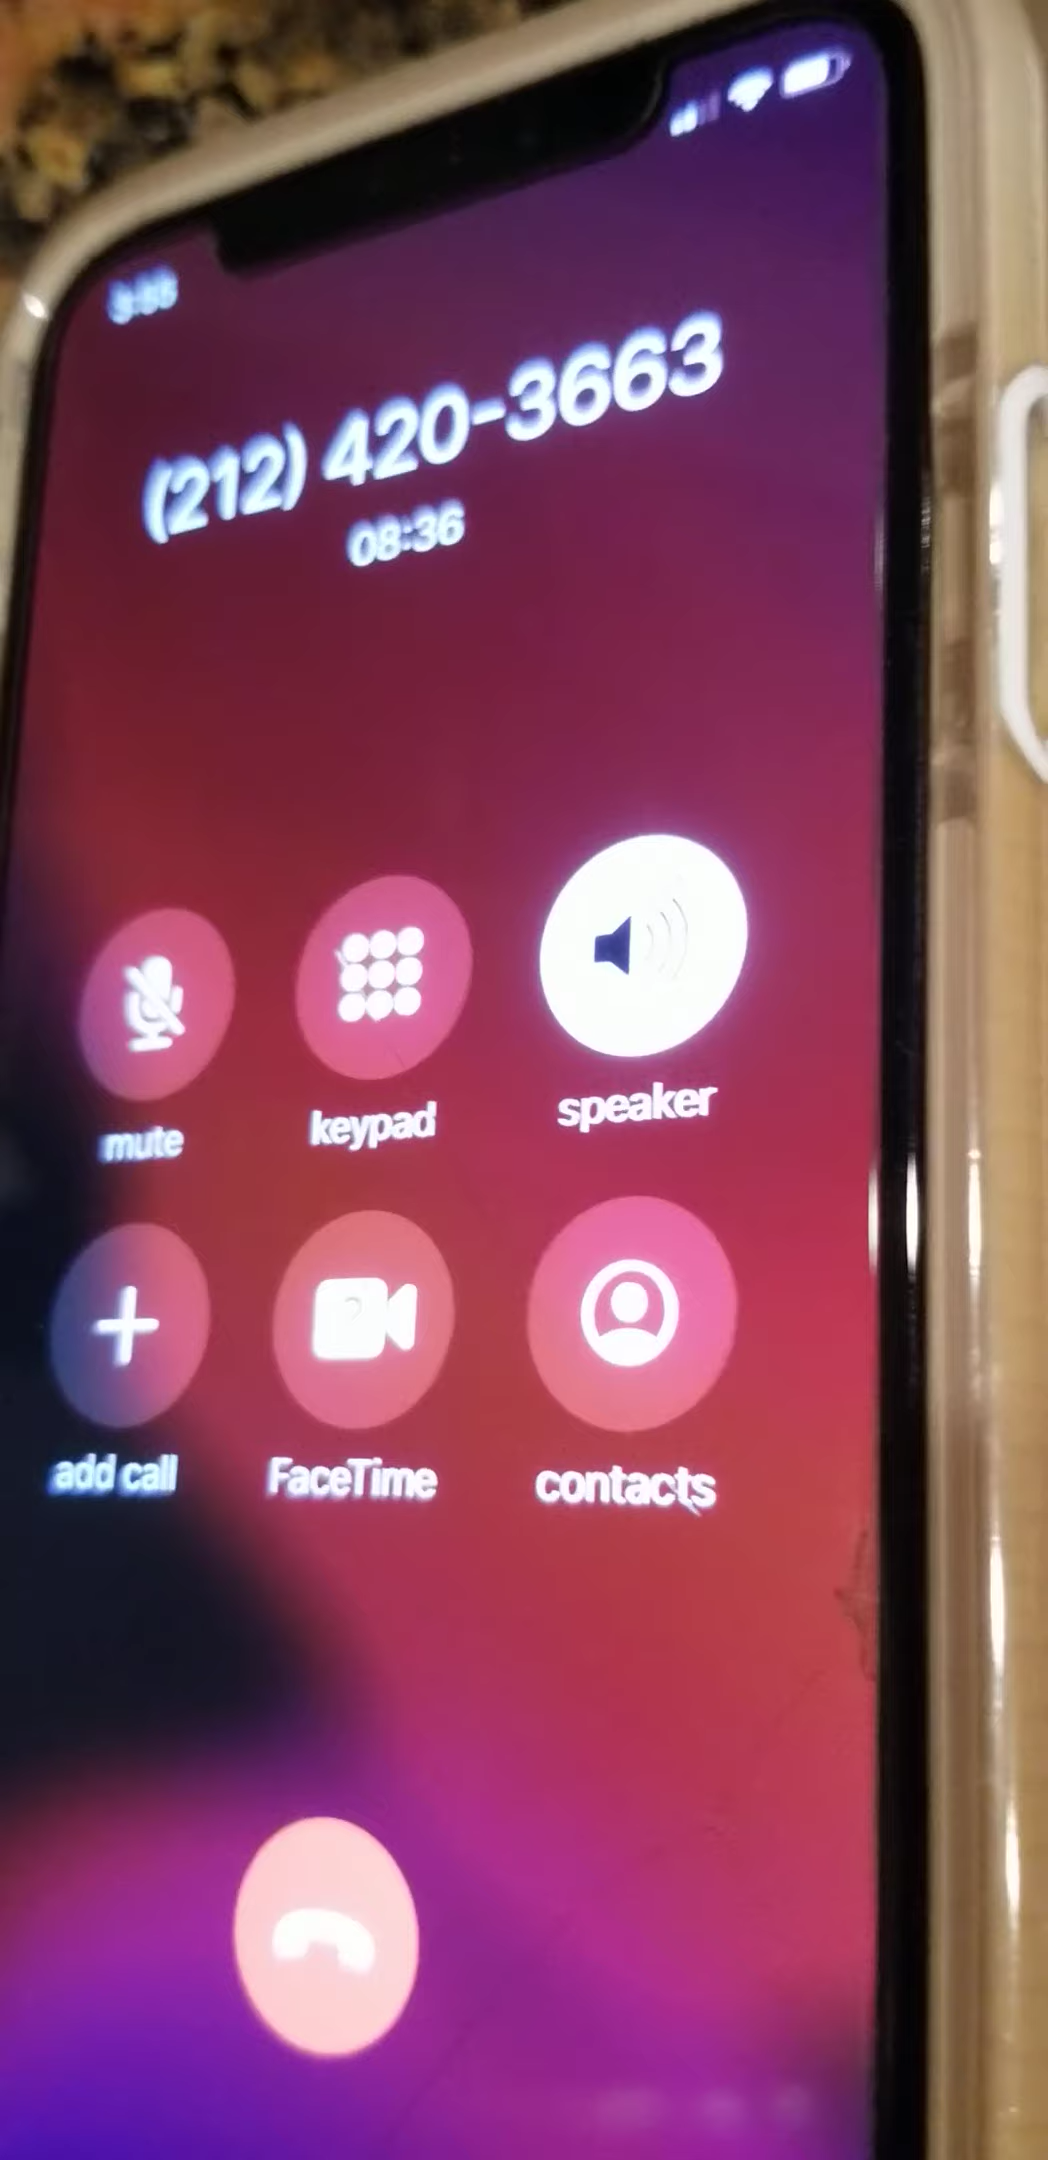 (212) 420-3663
08:36
mute
keypad
speaker
add call
FaceTime
contacts